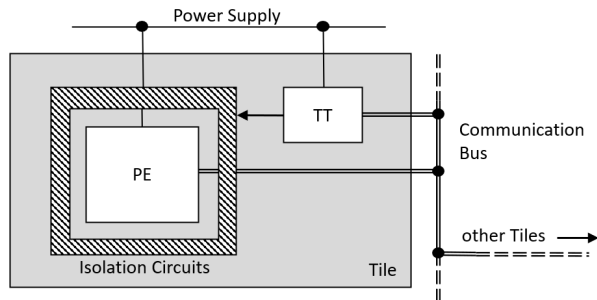 Power Supply
TT
Communication
Bus
PE
other Tiles
Isolation Circuits
Tile